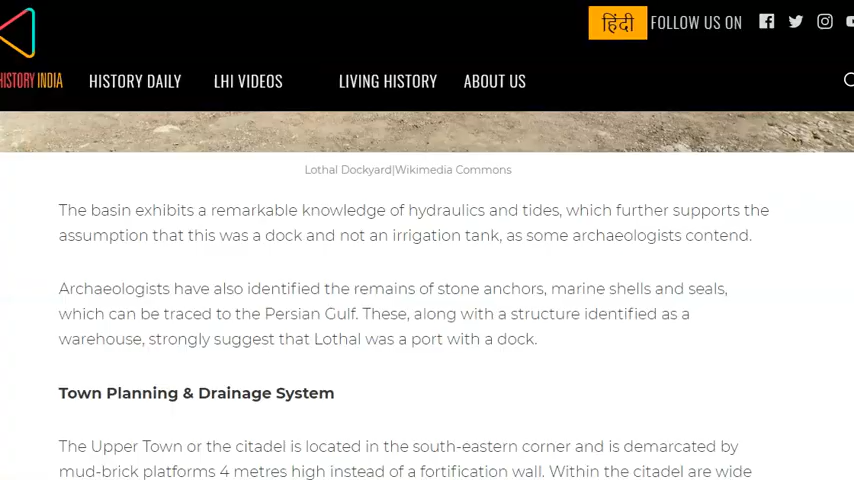 हिंदी FOLLOW US ON
HISTORY INDIA HISTORY DAILY LHI VIDEOS LIVING HISTORY ABOUT US
Lothal Dockyard|Wikimedia Commons
The basin exhibits a remarkable knowledge of hydraulics and tides, which further supports the
assumption that this was a dock and not an irrigation tank, as some archaeologists contend.
Archaeologists have also identified the remains of stone anchors, marine shells and seals,
which can be traced to the Persian Gulf. These, along with a structure identified as a
warehouse, strongly suggest that Lothal was a port with a dock.
Town Planning & Drainage System
The Upper Town or the citadel is located in the south-eastern corner and is demarcated by
mud-brick platforms 4 metres high instead of a fortification wall. Within the citadel are wide